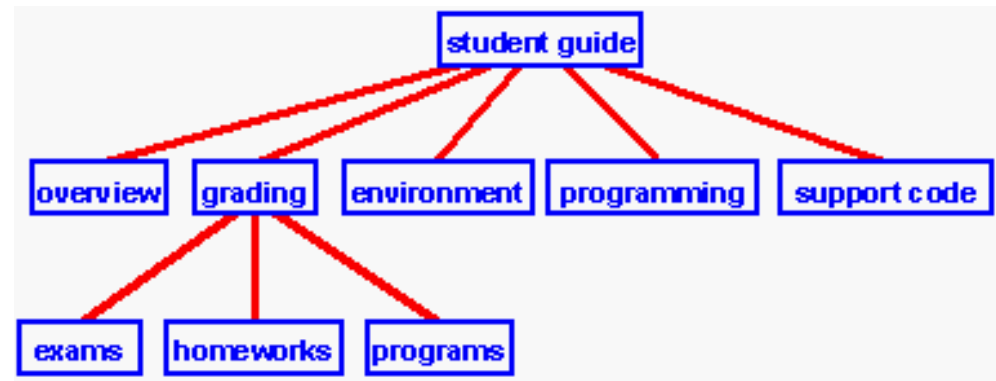 student guide
overview grading environment programming support code
exams homeworks programs